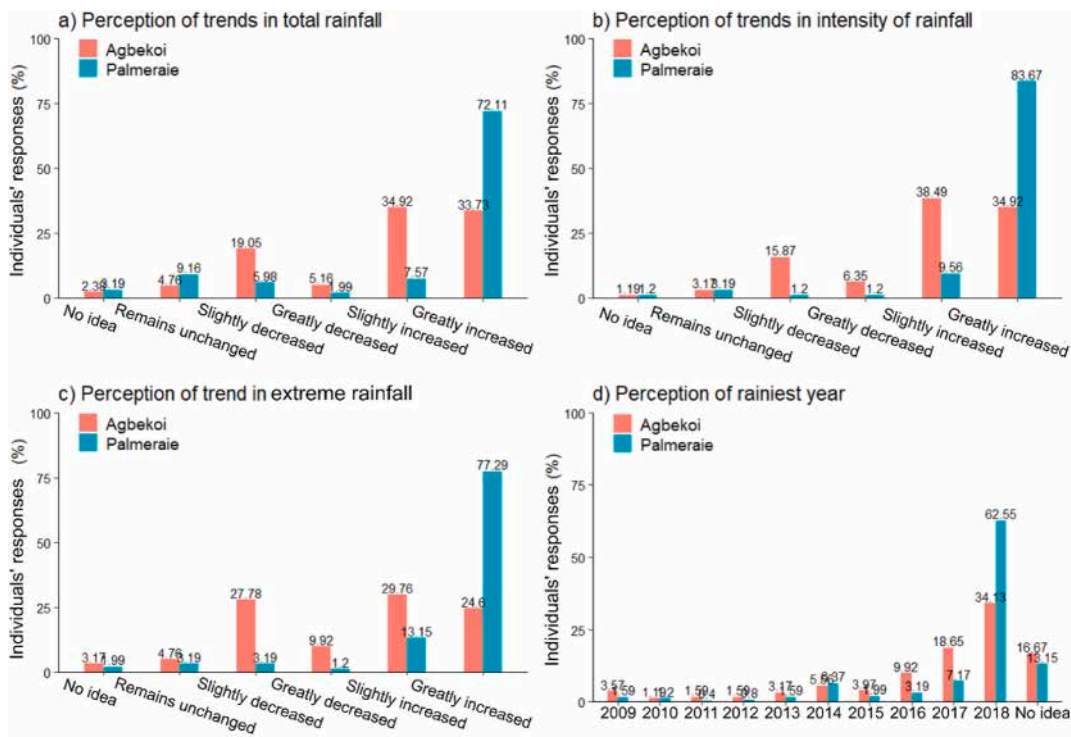 a) Perception of trends in total rainfall
Individuals' responses (%)
100
75
50
25
0
Agbekoi
Palmeraie
2.38 3.19
4.76 9.16
19.05 5.98
5.16 1.99
34.92 7.57
33.73 72.11
No idea
Remains unchanged
Slightly decreased
Greatly decreased
Slightly increased
Greatly increased
b) Perception of trends in intensity of rainfall
Individuals' responses (%)
100
75
50
25
0
Agbekoi
Palmeraie
1.19 1.2
3.17 3.19
15.87 1.2
6.35 1.2
38.49 9.56
34.92 83.67
No idea
Remains unchanged
Slightly decreased
Greatly decreased
Slightly increased
Greatly increased
c) Perception of trend in extreme rainfall
Individuals' responses (%)
100
75
50
25
0
Agbekoi
Palmeraie
3.17 1.99
4.76 3.19
27.78 3.19
9.92 1.2
29.76 13.15
24.6 77.29
No idea
Remains unchanged
Slightly decreased
Greatly decreased
Slightly increased
Greatly increased
d) Perception of rainiest year
Individuals' responses (%)
100
75
50
25
0
Agbekoi
Palmeraie
3.57 1.59
1.59
1.59
3.17 1.59
6.37
3.97 1.99
9.92 3.19
18.65 7.17
34.13 62.55
16.67 13.15
2009 2010 2011 2012 2013 2014 2015 2016 2017 2018 No idea